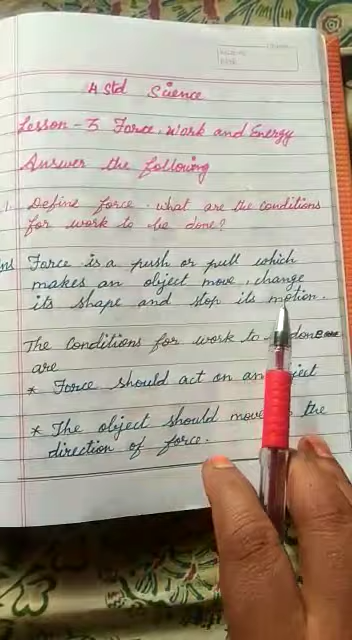 4 Std Science
Lesson - 3 Force, Work and Energy
Answer the following
1. Define force. what are the conditions
for work to be done?
Ans Force is a push or pull which
makes an object move, change
its shape and stop its motion.
The Conditions for work to done
are
* Force should act on an
* The object should move the
direction of force.